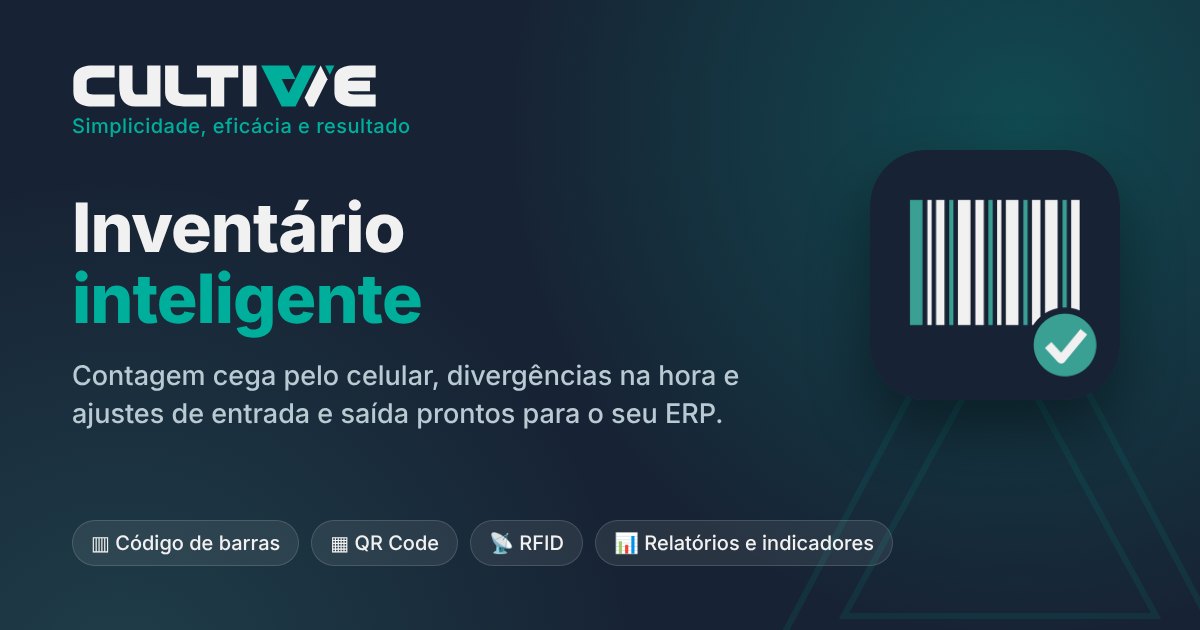 CULTIVE
Simplicidade, eficácia e resultado
Inventário
inteligente
Contagem cega pelo celular, divergências na hora e
ajustes de entrada e saída prontos para o seu ERP.
Código de barras
QR Code
RFID
Relatórios e indicadores